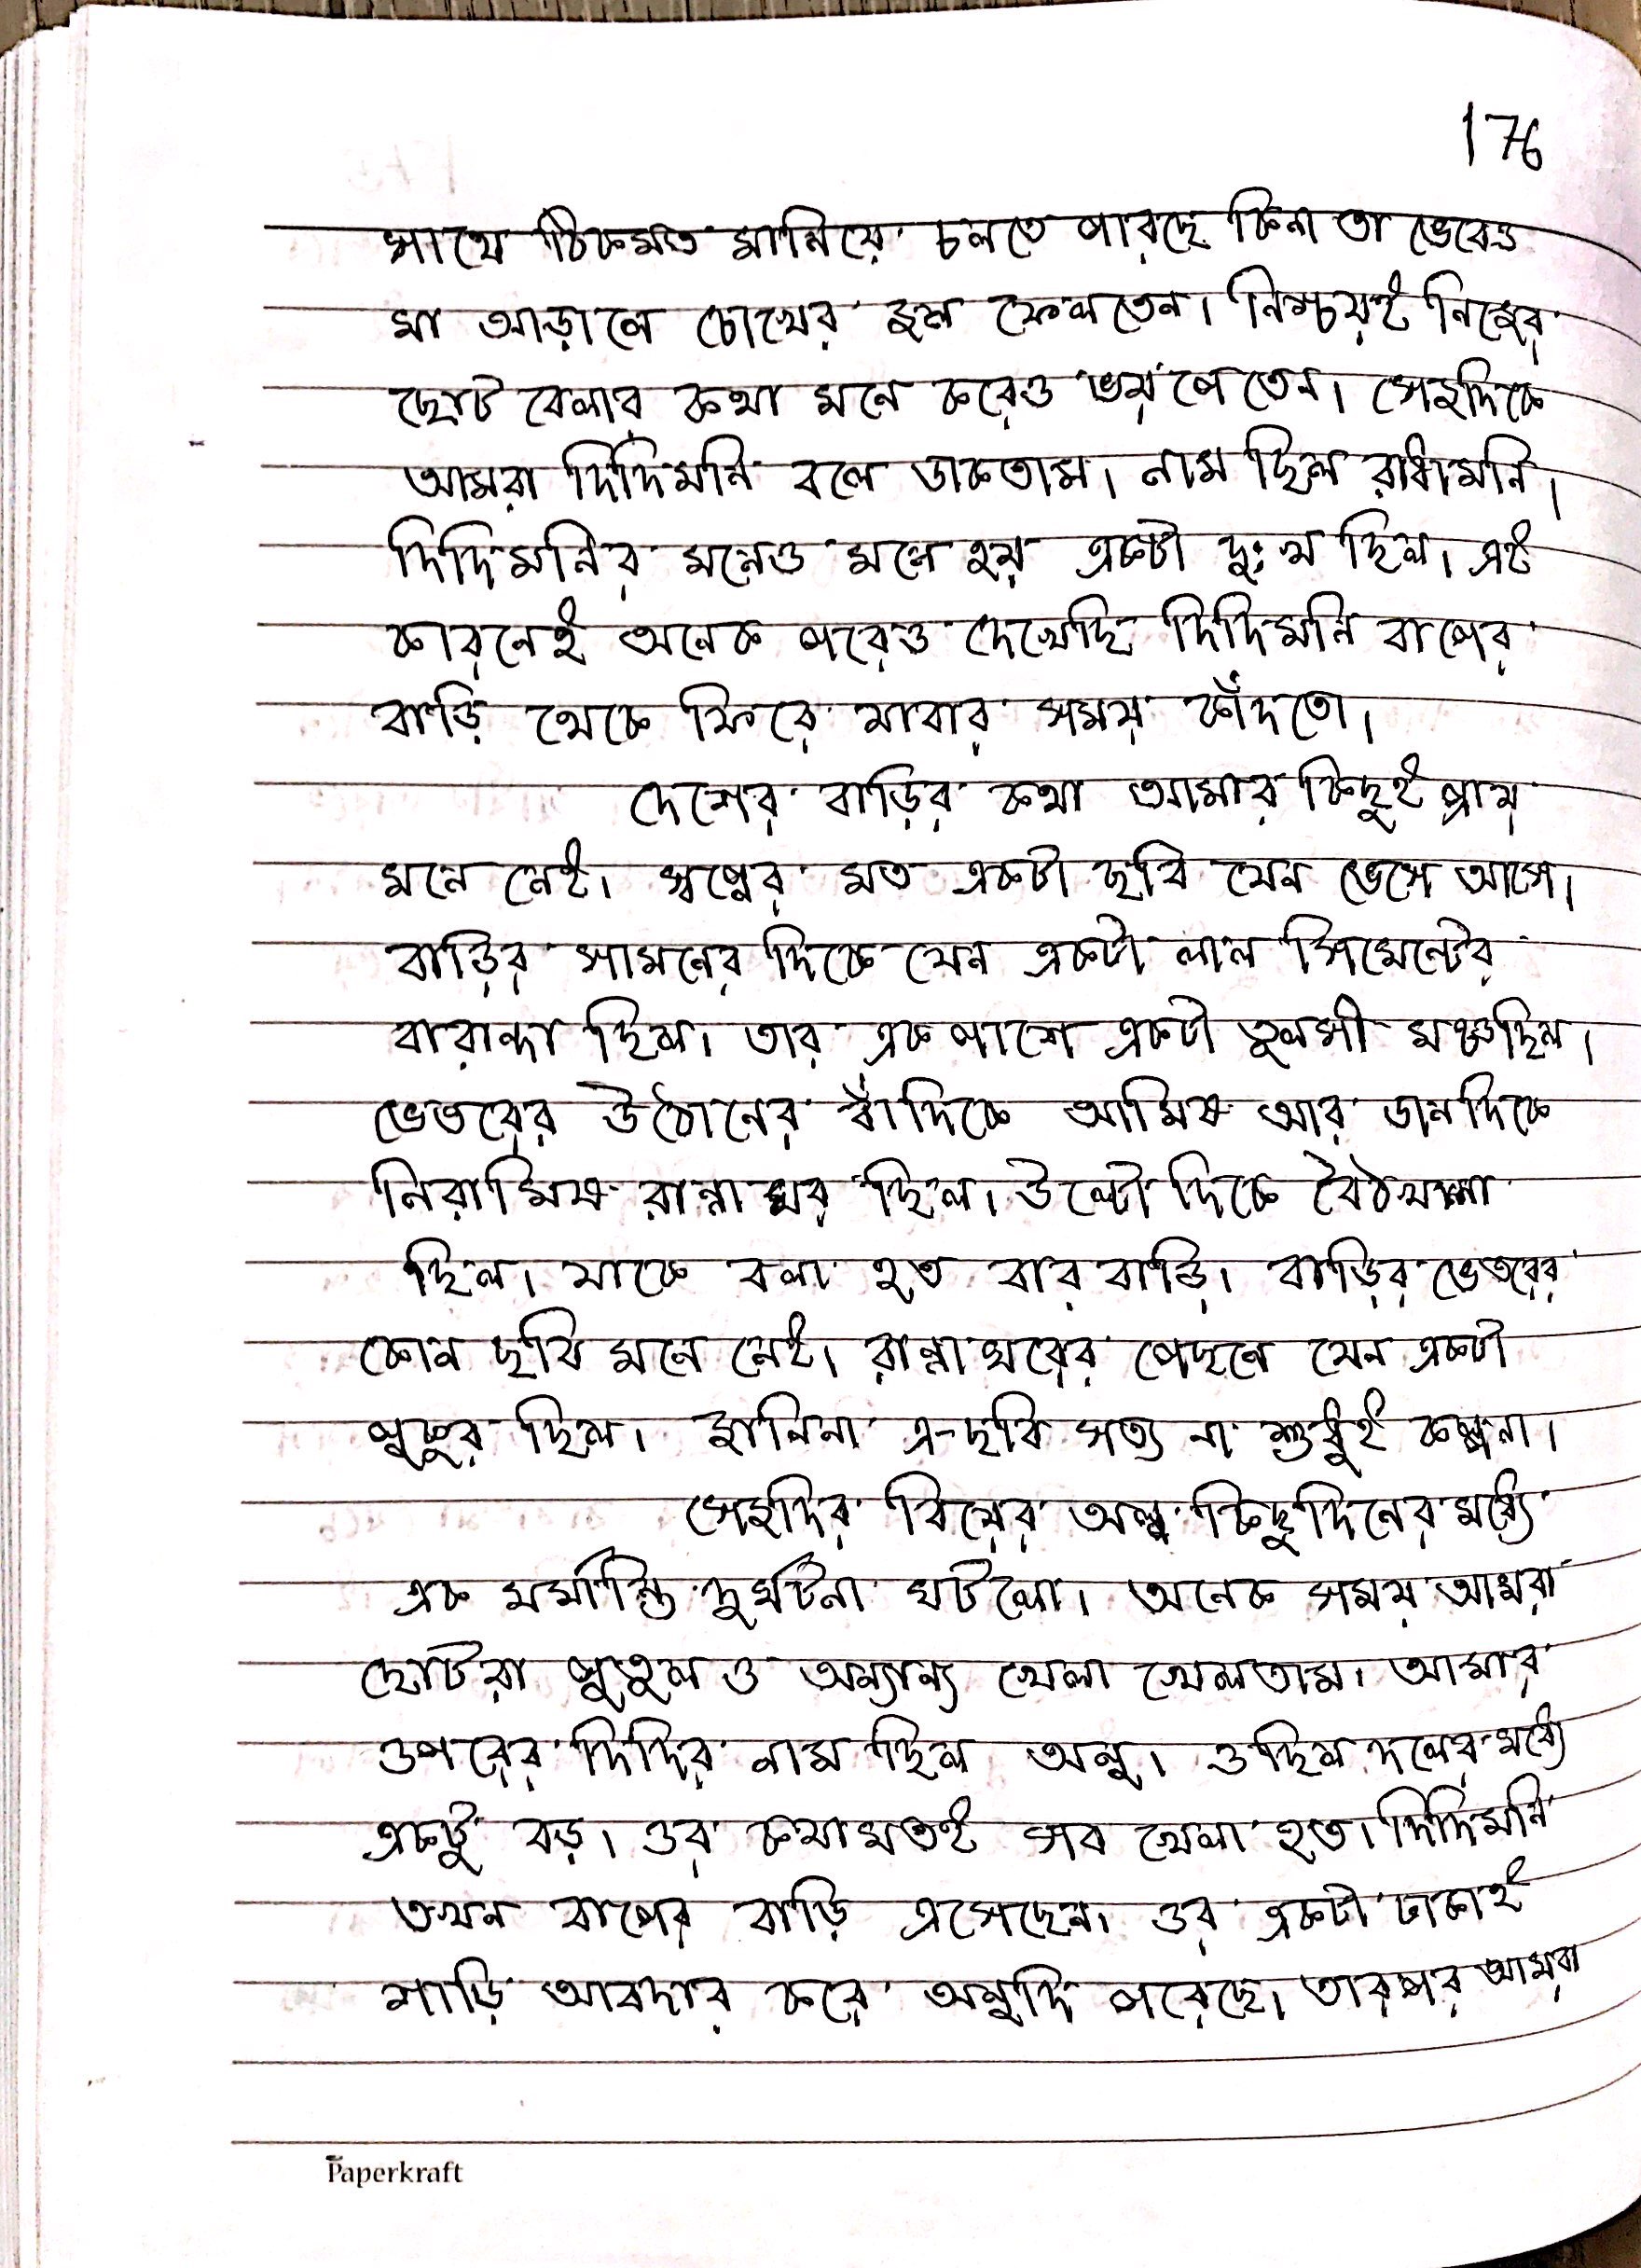 176
সাথে ঠিকমত মানিয়ে চলতে পারছে কিনা তা ভেবেও
মা আড়ালে চোখের জল ফেলতেন। নিশ্চয়ই নিজের
ছোট বেলার কথা মনে করেও ভয় পেতেন। সেইদিকে
আমরা দিদিমনি বলে ডাকতাম। নাম ছিল রাধামনি।
দিদিমনির মনেও মনে হয় একটা দুঃখ ছিল। এই
কারনেই অনেক পরেও দেখেছি দিদিমনি বাপের
বাড়ি থেকে ফিরে যাবার সময় কাঁদতো।
দেশের বাড়ির কথা আমার কিছুই প্রায়
মনে নেই। স্বপ্নের মত একটা ছবি যেন ভেসে আসে।
বাড়ির সামনের দিকে যেন একটা লাল সিমেন্টের
বারান্দা ছিল। তার এক পাশে একটা তুলসী মঞ্চ ছিল।
ভেতরের উঠোনের বাঁদিকে আমিষ আর ডানদিকে
নিরামিষ রান্না ঘর ছিল। উল্টো দিকে বৈঠকখানা
ছিল। যাকে বলা হত বার বাড়ি। বাড়ির ভেতরের
কোন ছবি মনে নেই। রান্না ঘরের পেছনে যেন একটা
পুকুর ছিল। জানিনা এ-ছবি সত্য না শুধুই কল্পনা।
সেইদির বিয়ের অল্প কিছুদিনের মধ্যে
এক মর্মান্তি দুর্ঘটনা ঘটলো। অনেক সময় আমরা
ছোটরা পুতুল ও অন্যান্য খেলা খেলতাম। আমার
ওপরের দিদির নাম ছিল অনু। ও ছিল দলের মধ্যে
একটু বড়। ওর কথামতই সব খেলা হত। দিদিমনি
তখন বাপের বাড়ি এসেছেন। ওর একটা ঢাকাই
শাড়ি আবদার করে অনুদি পরেছে। তারপর আমরা
Paperkraft